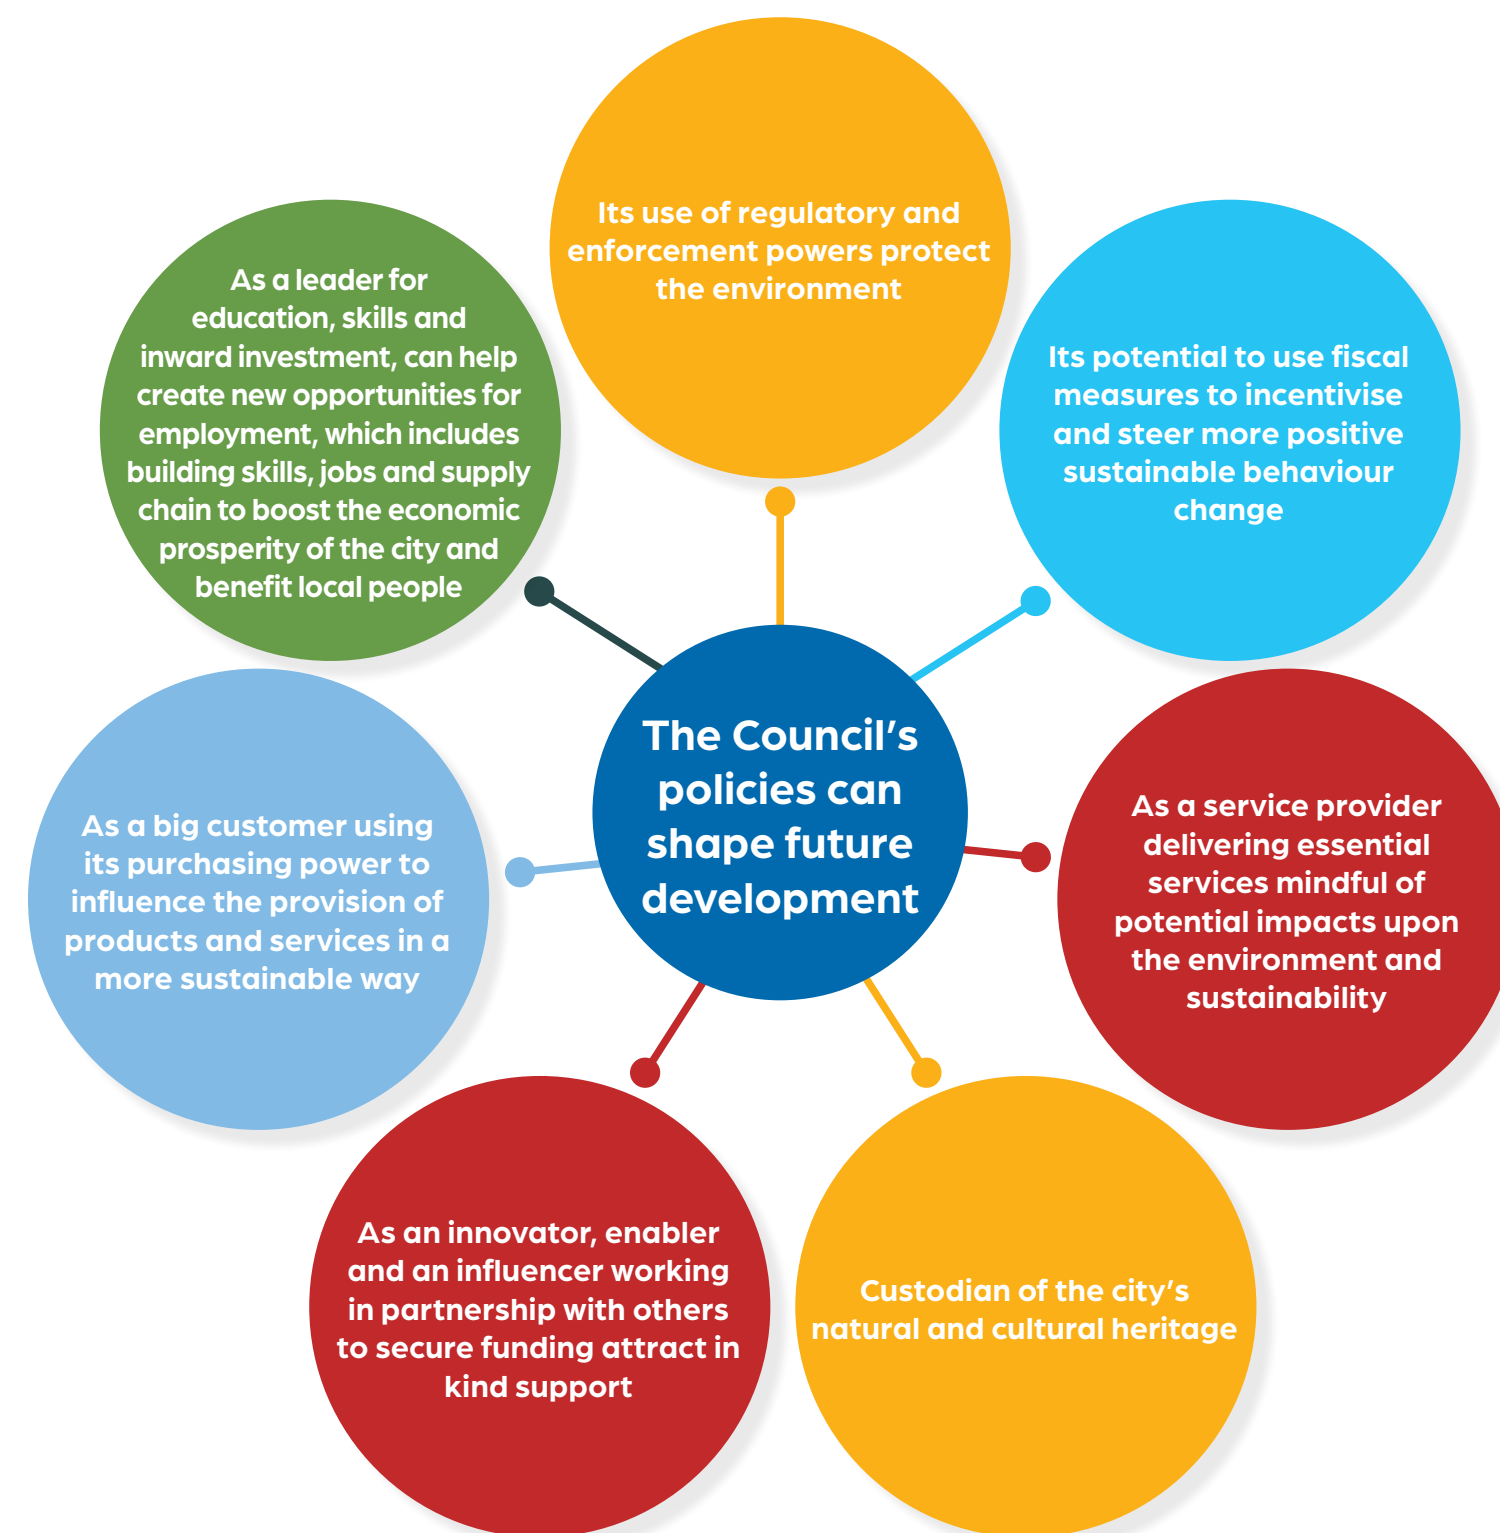 Its use of regulatory and
enforcement powers protect
the environment
As a leader for
education, skills and
inward investment, can help
create new opportunities for
employment, which includes
building skills, jobs and supply
chain to boost the economic
prosperity of the city and
benefit local people
Its potential to use fiscal
measures to incentivise
and steer more positive
sustainable behaviour
change
The Council’s
policies can
shape future
development
As a big customer using
its purchasing power to
influence the provision of
products and services in a
more sustainable way
As a service provider
delivering essential
services mindful of
potential impacts upon
the environment and
sustainability
As an innovator, enabler
and an influencer working
in partnership with others
to secure funding attract in
kind support
Custodian of the city’s
natural and cultural heritage